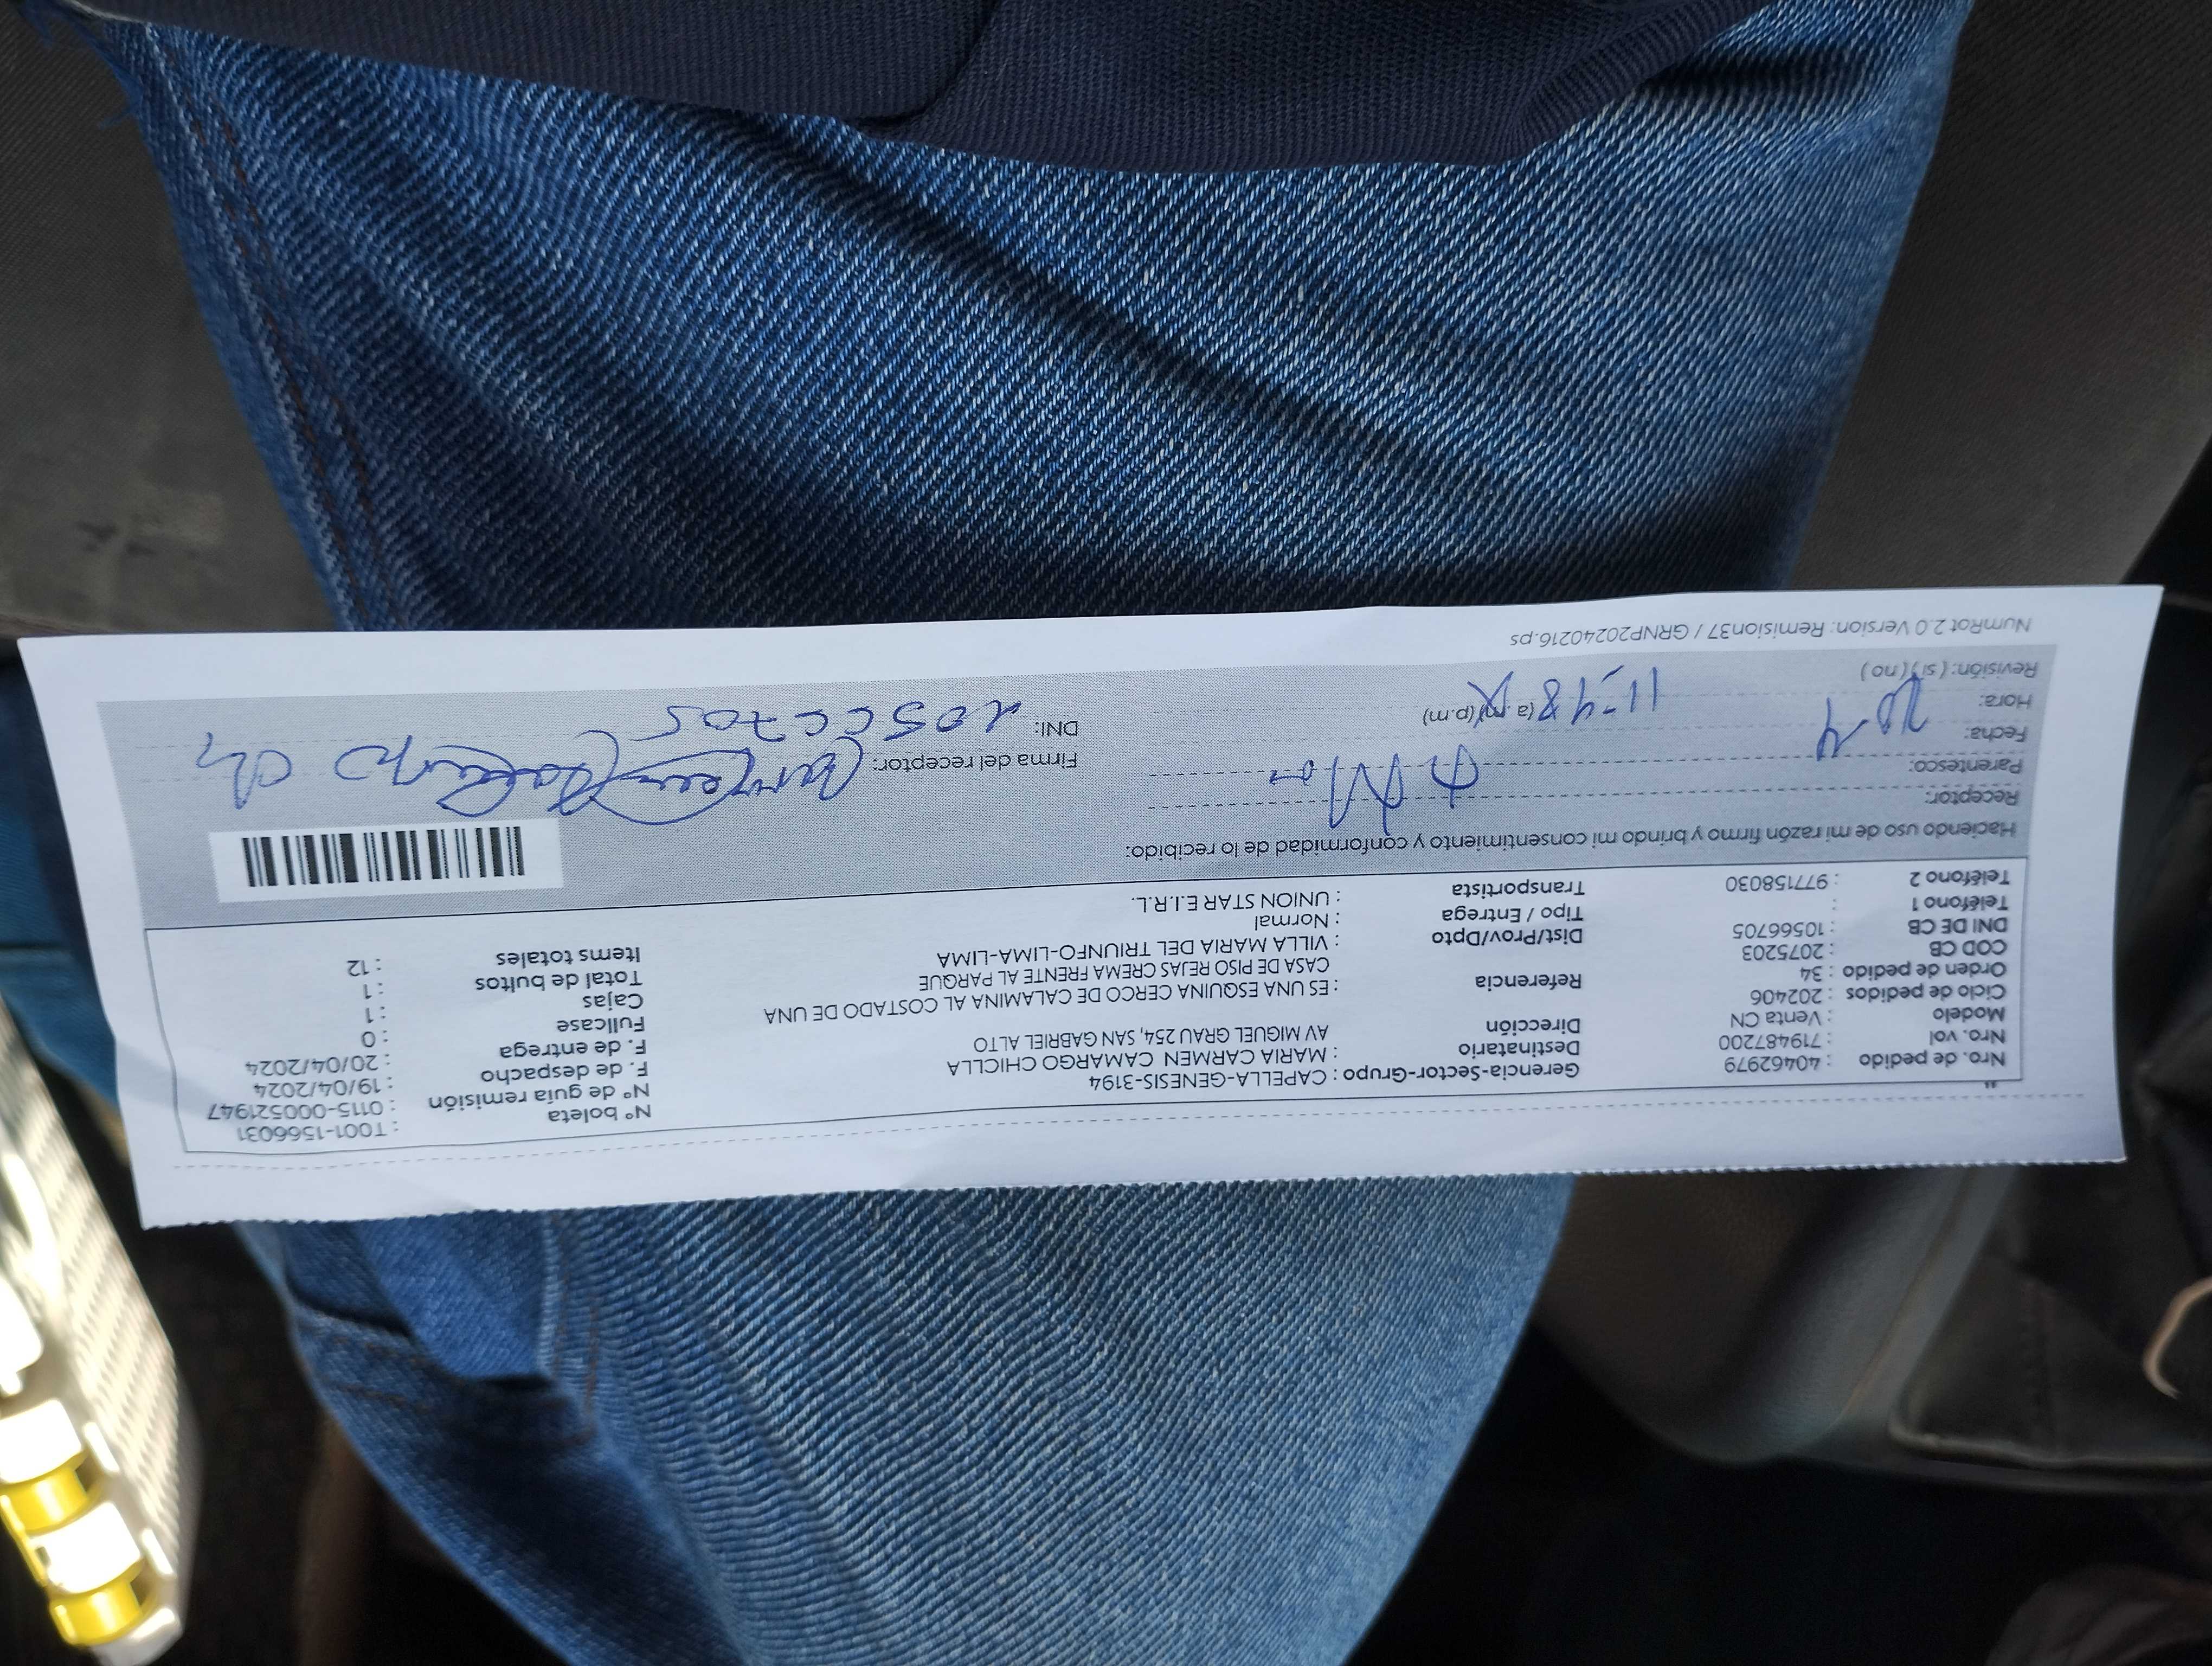 Nro. de pedido : 40462979
Nro. vol : 719487200
Modelo : Venta CN
Ciclo de pedidos : 202406
Orden de pedido : 34
COD CB : 2075203
DNI DE CB : 10566705
Teléfono 1 :
Teléfono 2 : 977158030
Gerencia-Sector-Grupo : CAPELLA-GENESIS-3194
Destinatario : MARIA CARMEN CAMARGO CHICLLA
Dirección AV MIGUEL GRAU 254, SAN GABRIEL ALTO
Referencia : ES UNA ESQUINA CERCO DE CALAMINA AL COSTADO DE UNA
CASA DE PISO REJAS CREMA FRENTE AL PARQUE
Dist/Prov/Dpto : VILLA MARIA DEL TRIUNFO-LIMA-LIMA
Tipo / Entrega : Normal
Transportista : UNION STAR E.I.R.L.
N° boleta : T001-1566031
N° de guía remisión : 0115-000521947
F. de despacho : 19/04/2024
F. de entrega : 20/04/2024
Fullcase : 0
Cajas : 1
Total de bultos : 1
Items totales : 12
Haciendo uso de mi razón firmo y brindo mi consentimiento y conformidad de lo recibido:
Receptor:
Parentesco:
Fecha: 20-4
Hora: 11-48 (a.m) (p.m)
Revisión: (si) (no)
Firma del receptor:
DNI: 10566705
NumRot 2.0 Version: Remision37 / GRNP20240216.ps